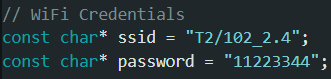 // WiFi Credentials
const char* ssid = "T2/102_2.4";
const char* password = "11223344";